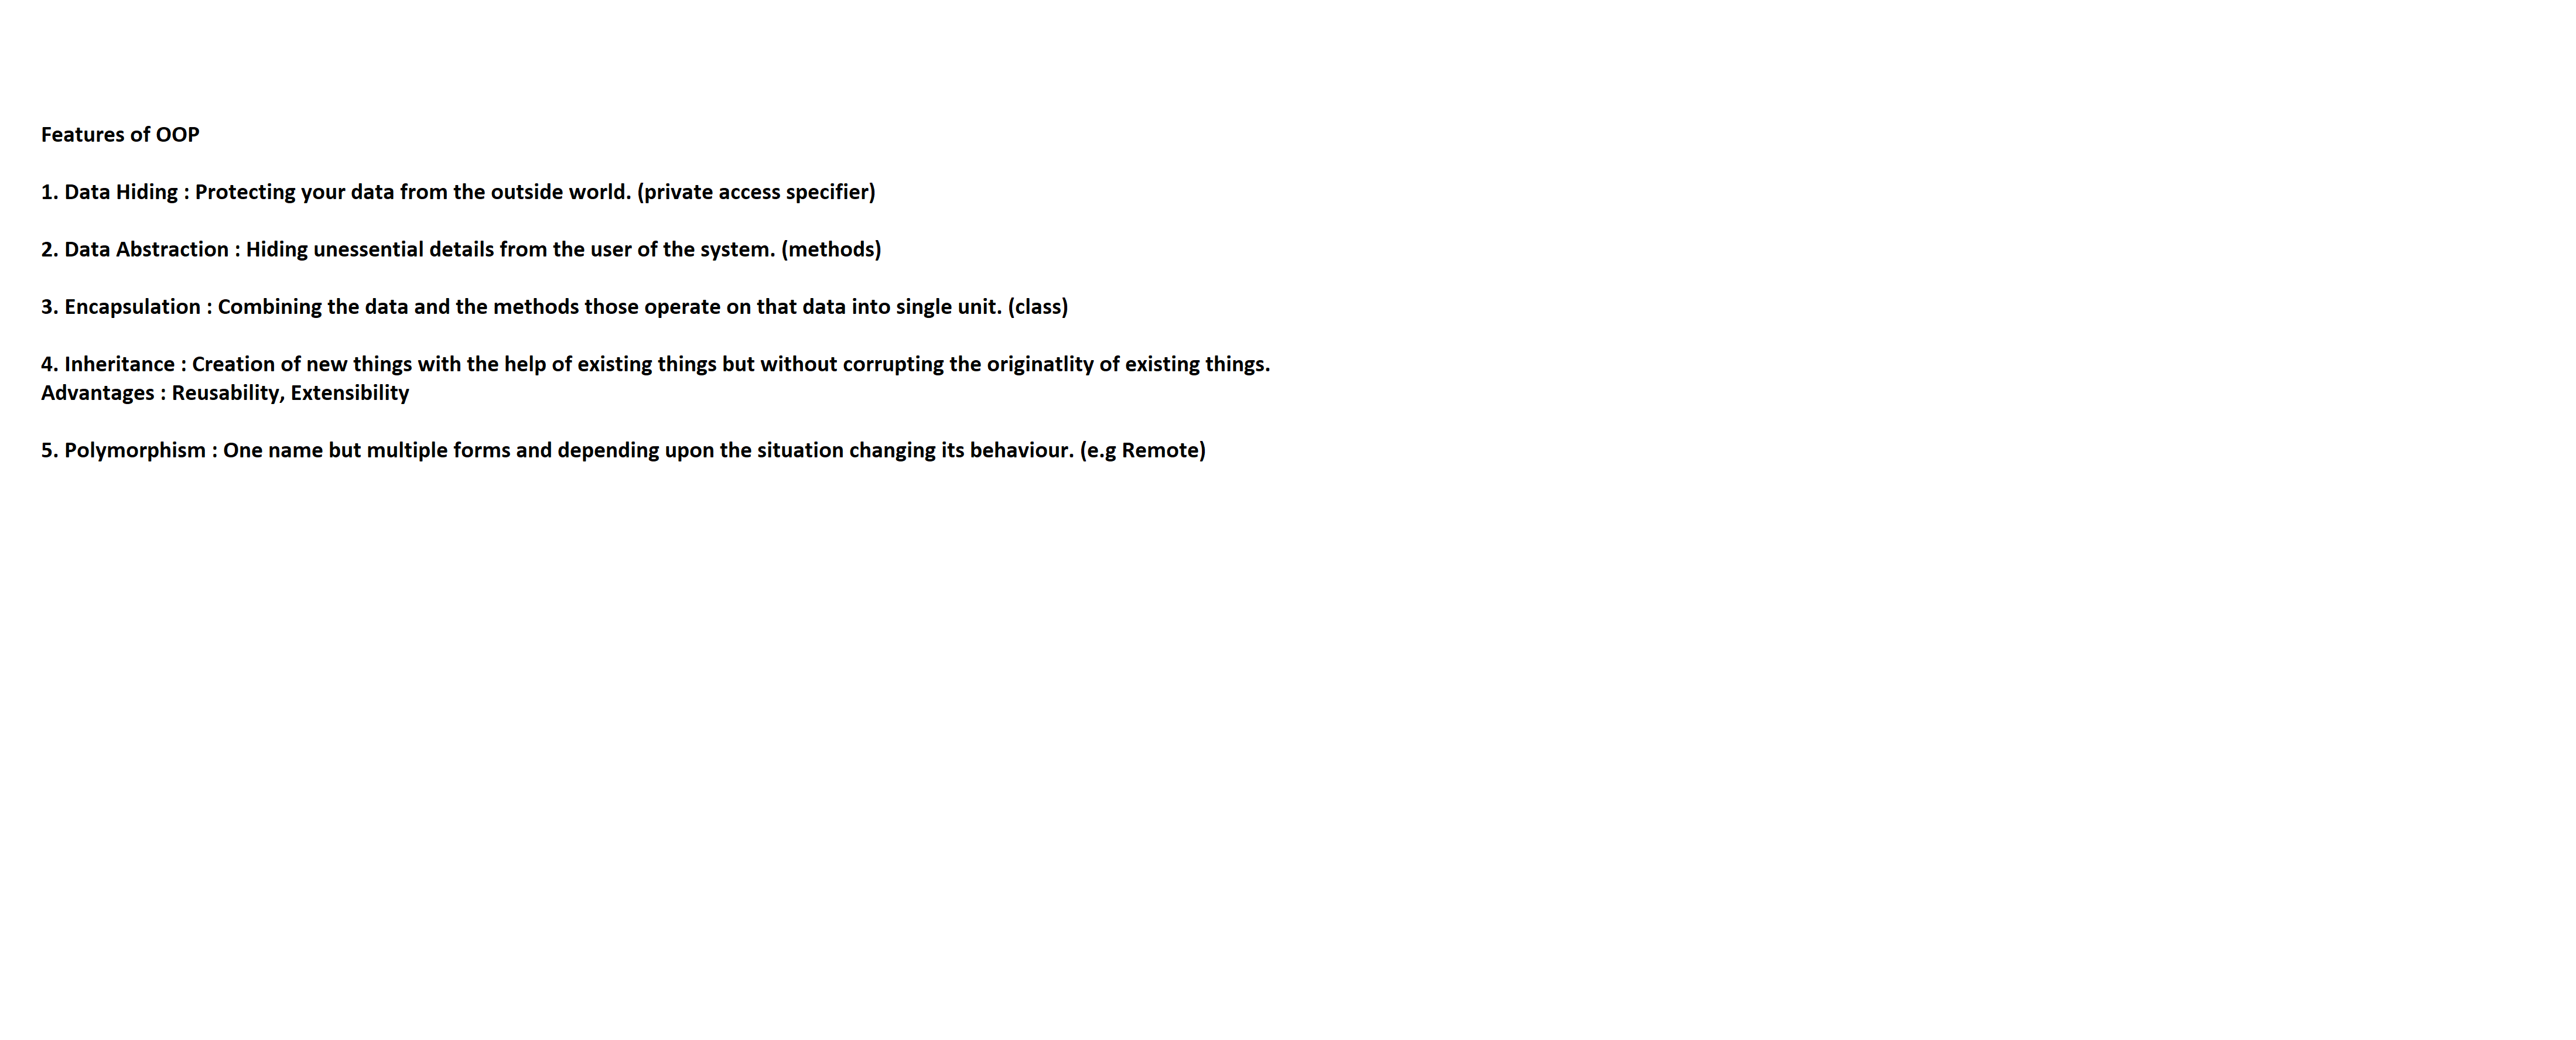 Features of OOP
1. Data Hiding : Protecting your data from the outside world. (private access specifier)
2. Data Abstraction : Hiding unessential details from the user of the system. (methods)
3. Encapsulation : Combining the data and the methods those operate on that data into single unit. (class)
4. Inheritance : Creation of new things with the help of existing things but without corrupting the originatlity of existing things.
Advantages : Reusability, Extensibility
5. Polymorphism : One name but multiple forms and depending upon the situation changing its behaviour. (e.g Remote)